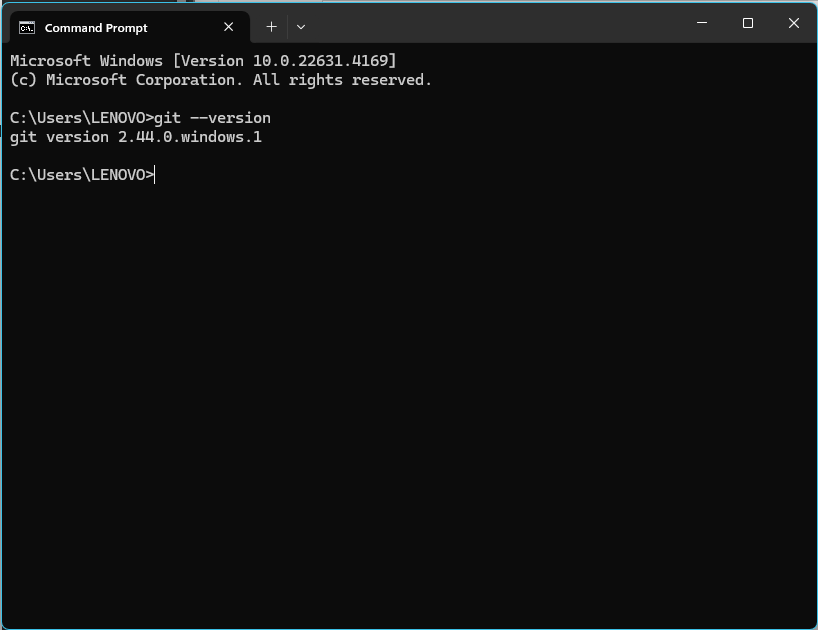 Command Prompt
Microsoft Windows [Version 10.0.22631.4169]
(c) Microsoft Corporation. All rights reserved.
C:\Users\LENOVO>git --version
git version 2.44.0.windows.1
C:\Users\LENOVO>